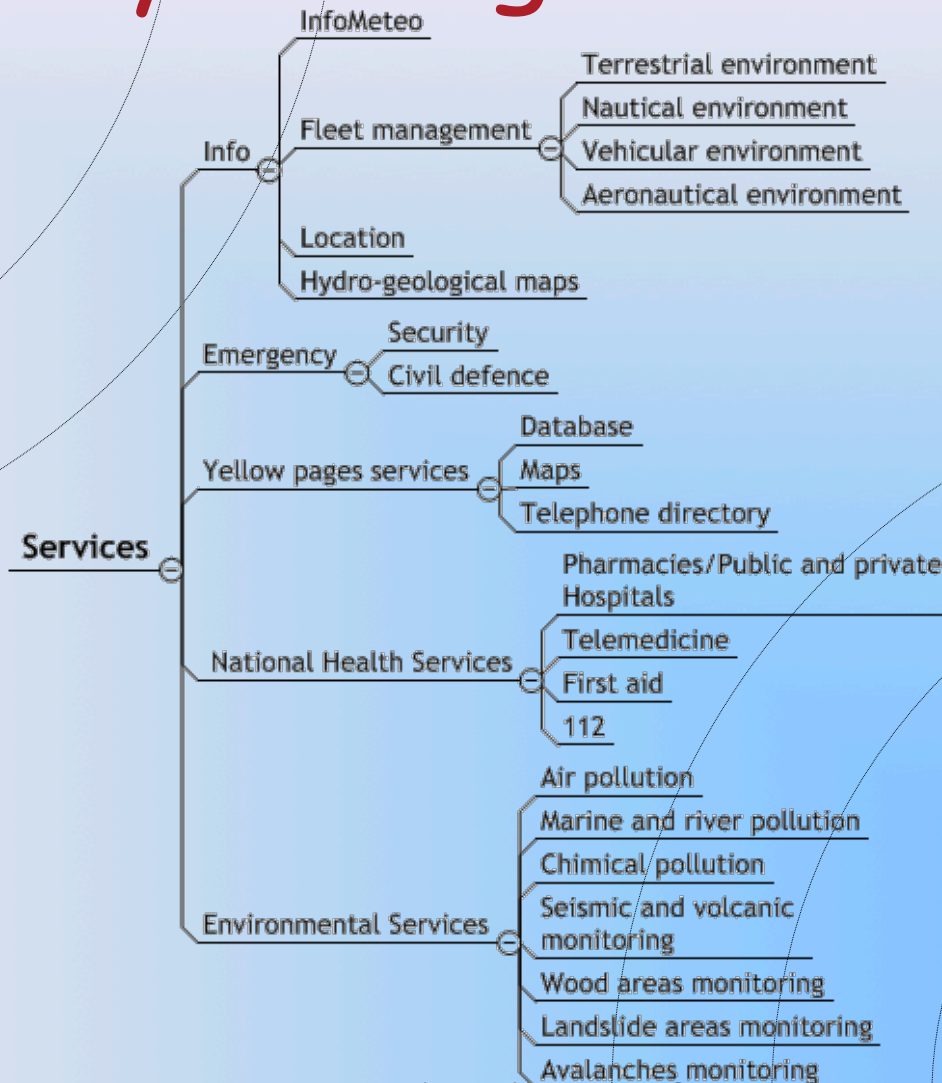 InfoMeteo
Terrestrial environment
Nautical environment
Fleet management
Vehicular environment
Info
Aeronautical environment
Location
Hydro-geological maps
Security
Emergency
Civil defence
Database
Yellow pages services
Maps
Telephone directory
Services
Pharmacies/Public and private
Hospitals
Telemedicine
National Health Services
First aid
112
Air pollution
Marine and river pollution
Chimical pollution
Seismic and volcanic
monitoring
Environmental Services
Wood areas monitoring
Landslide areas monitoring
Avalanches monitoring